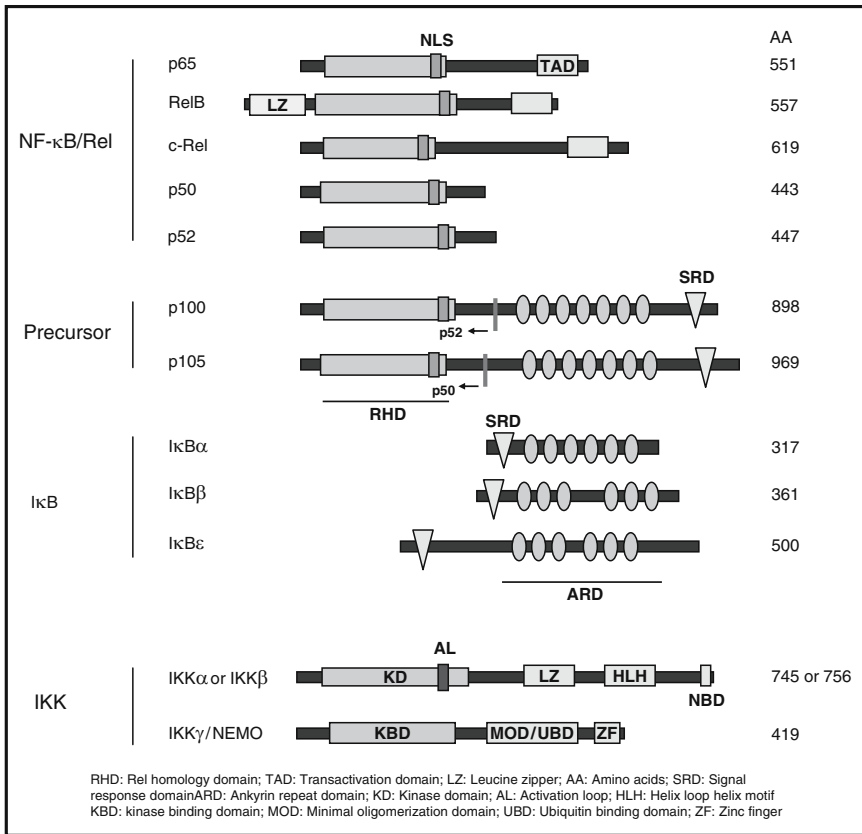 NLS
AA
p65
TAD
551
RelB
LZ
557
NF-κB/Rel
c-Rel
619
p50
443
p52
447
SRD
p100
898
p52
Precursor
p105
969
p50
RHD
SRD
IκBα
317
IκB
IκBβ
361
IκBε
500
ARD
AL
IKKα or IKKβ
KD
LZ
HLH
745 or 756
IKK
NBD
IKKγ/NEMO
KBD
MOD/UBD
ZF
419
RHD: Rel homology domain; TAD: Transactivation domain; LZ: Leucine zipper; AA: Amino acids; SRD: Signal
response domainARD: Ankyrin repeat domain; KD: Kinase domain; AL: Activation loop; HLH: Helix loop helix motif
KBD: kinase binding domain; MOD: Minimal oligomerization domain; UBD: Ubiquitin binding domain; ZF: Zinc finger